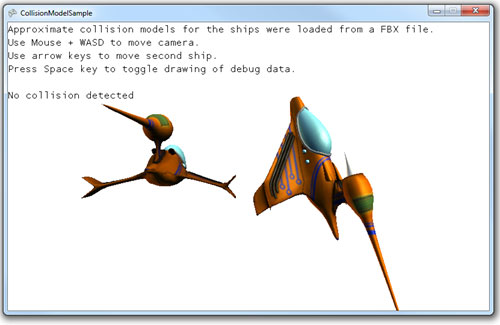 CollisionModelSample
Approximate collision models for the ships were loaded from a FBX file.
Use Mouse + WASD to move camera.
Use arrow keys to move second ship.
Press Space key to toggle drawing of debug data.
No collision detected